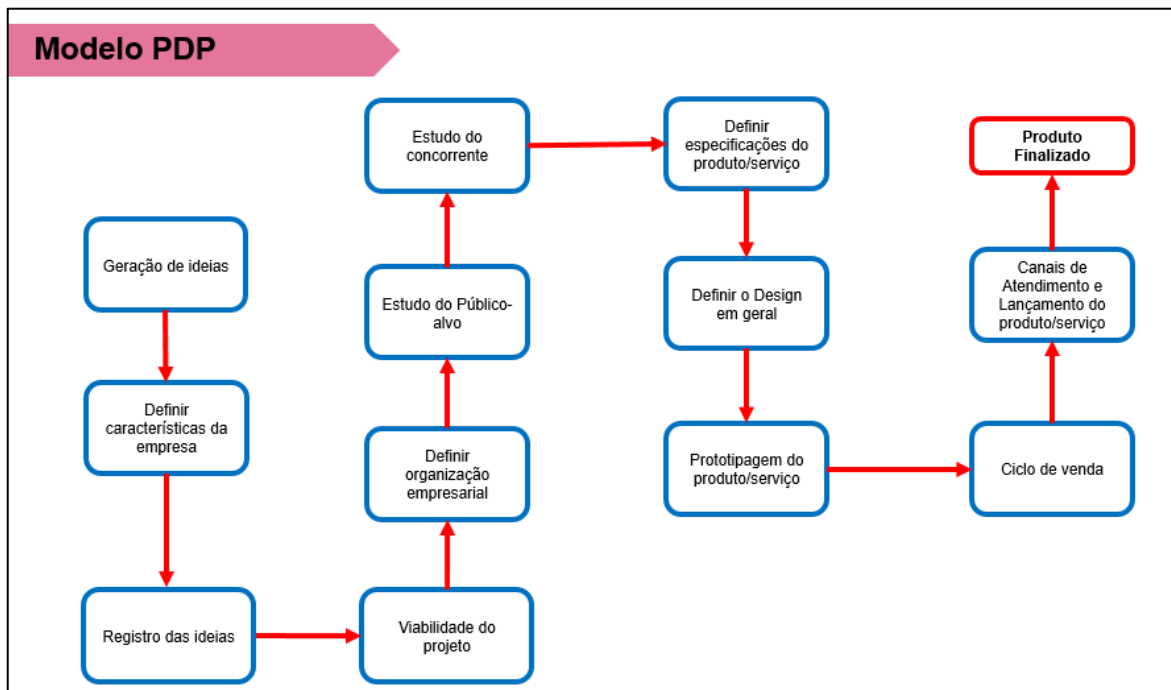 Modelo PDP
Geração de ideias
Definir
características da
empresa
Registro das ideias
Viabilidade do
projeto
Definir
organização
empresarial
Estudo do Público-
alvo
Estudo do
concorrente
Definir
especificações do
produto/serviço
Definir o Design
em geral
Prototipagem do
produto/serviço
Ciclo de venda
Canais de
Atendimento e
Lançamento do
produto/serviço
Produto
Finalizado